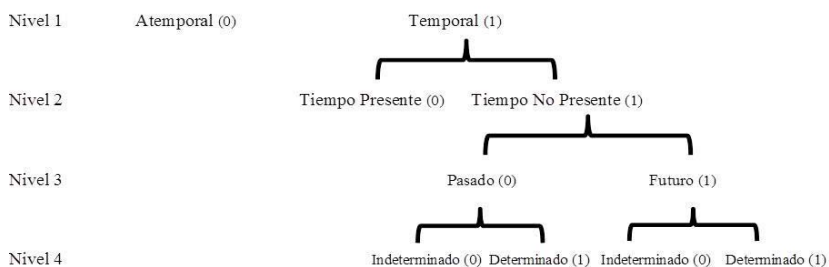 Nivel 1 Atemporal (0) Temporal (1)
Nivel 2 Tiempo Presente (0) Tiempo No Presente (1)
Nivel 3 Pasado (0) Futuro (1)
Nivel 4 Indeterminado (0) Determinado (1) Indeterminado (0) Determinado (1)